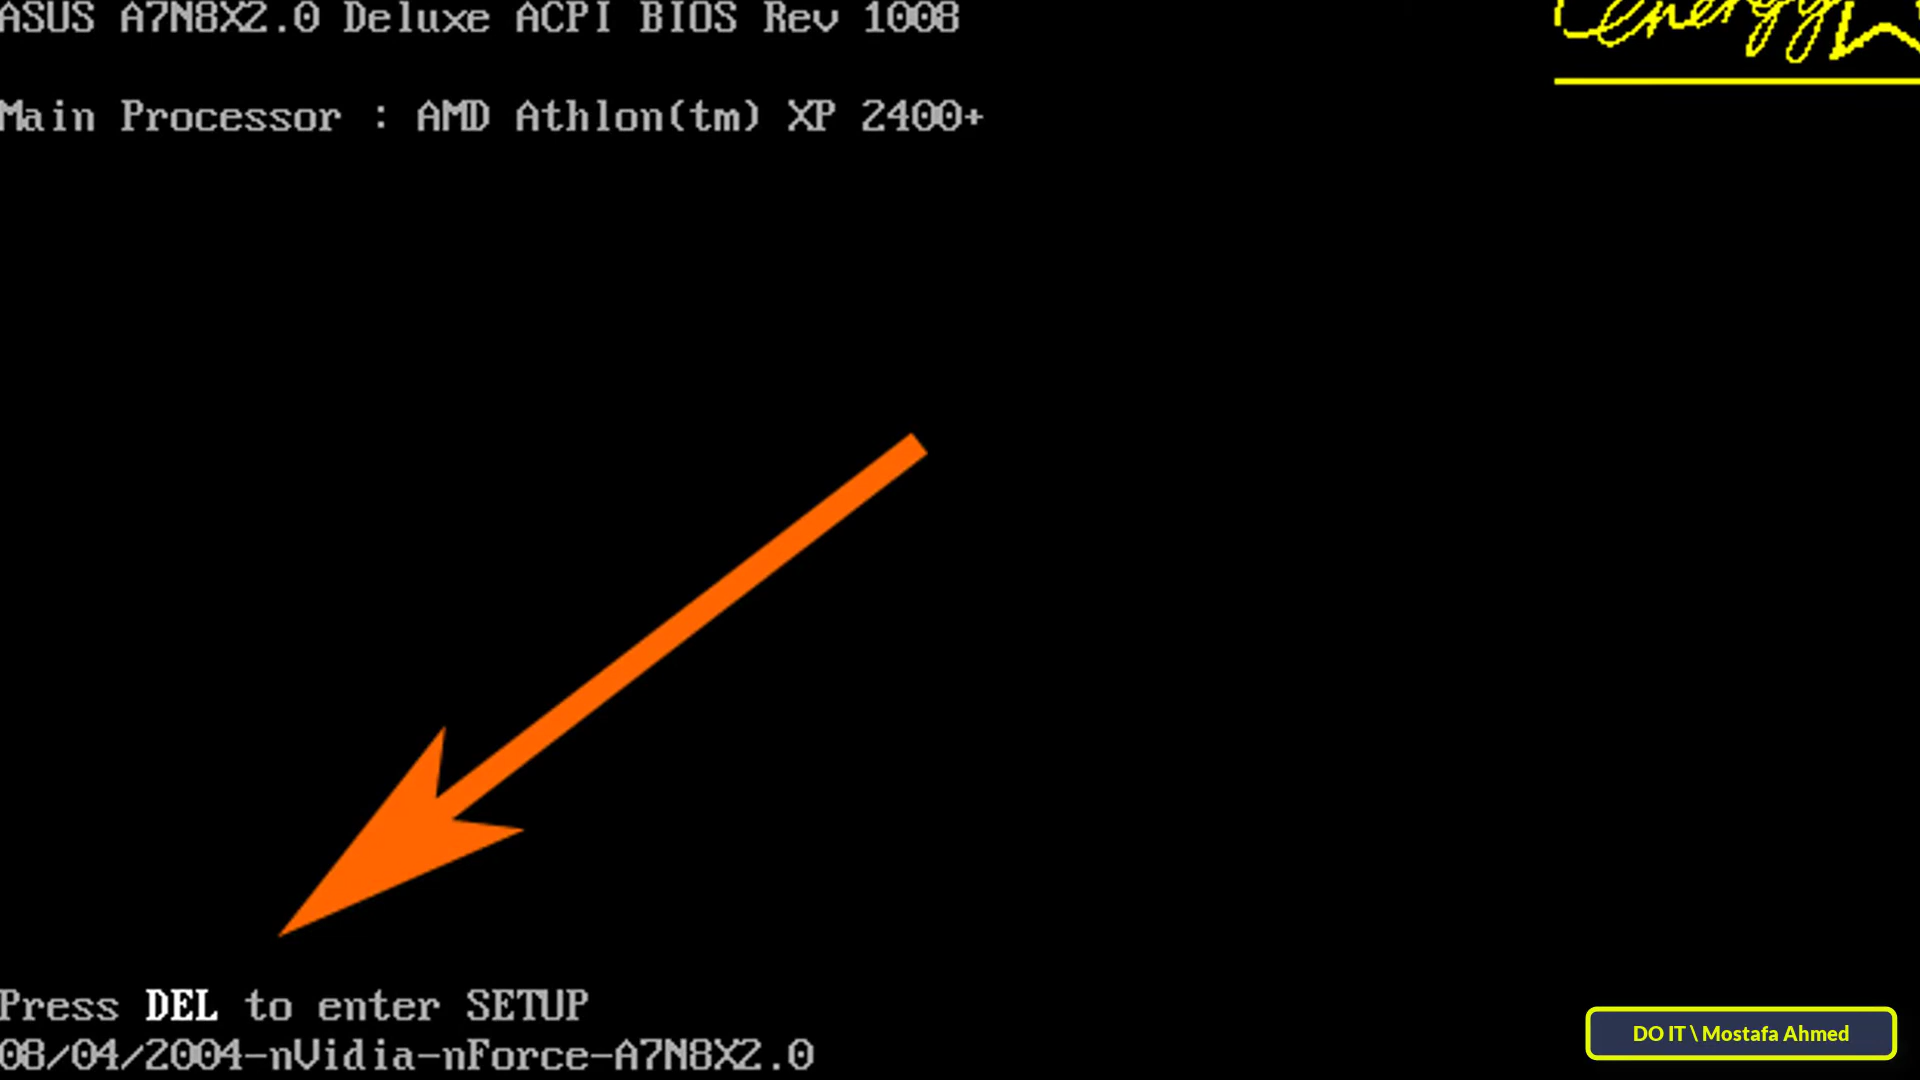 ASUS A7N8X2.0 Deluxe ACPI BIOS Rev 1008
energy
Main Processor : AMD Athlon(tm) XP 2400+
Press DEL to enter SETUP
08/04/2004-nVidia-nForce-A7N8X2.0
DO IT \ Mostafa Ahmed